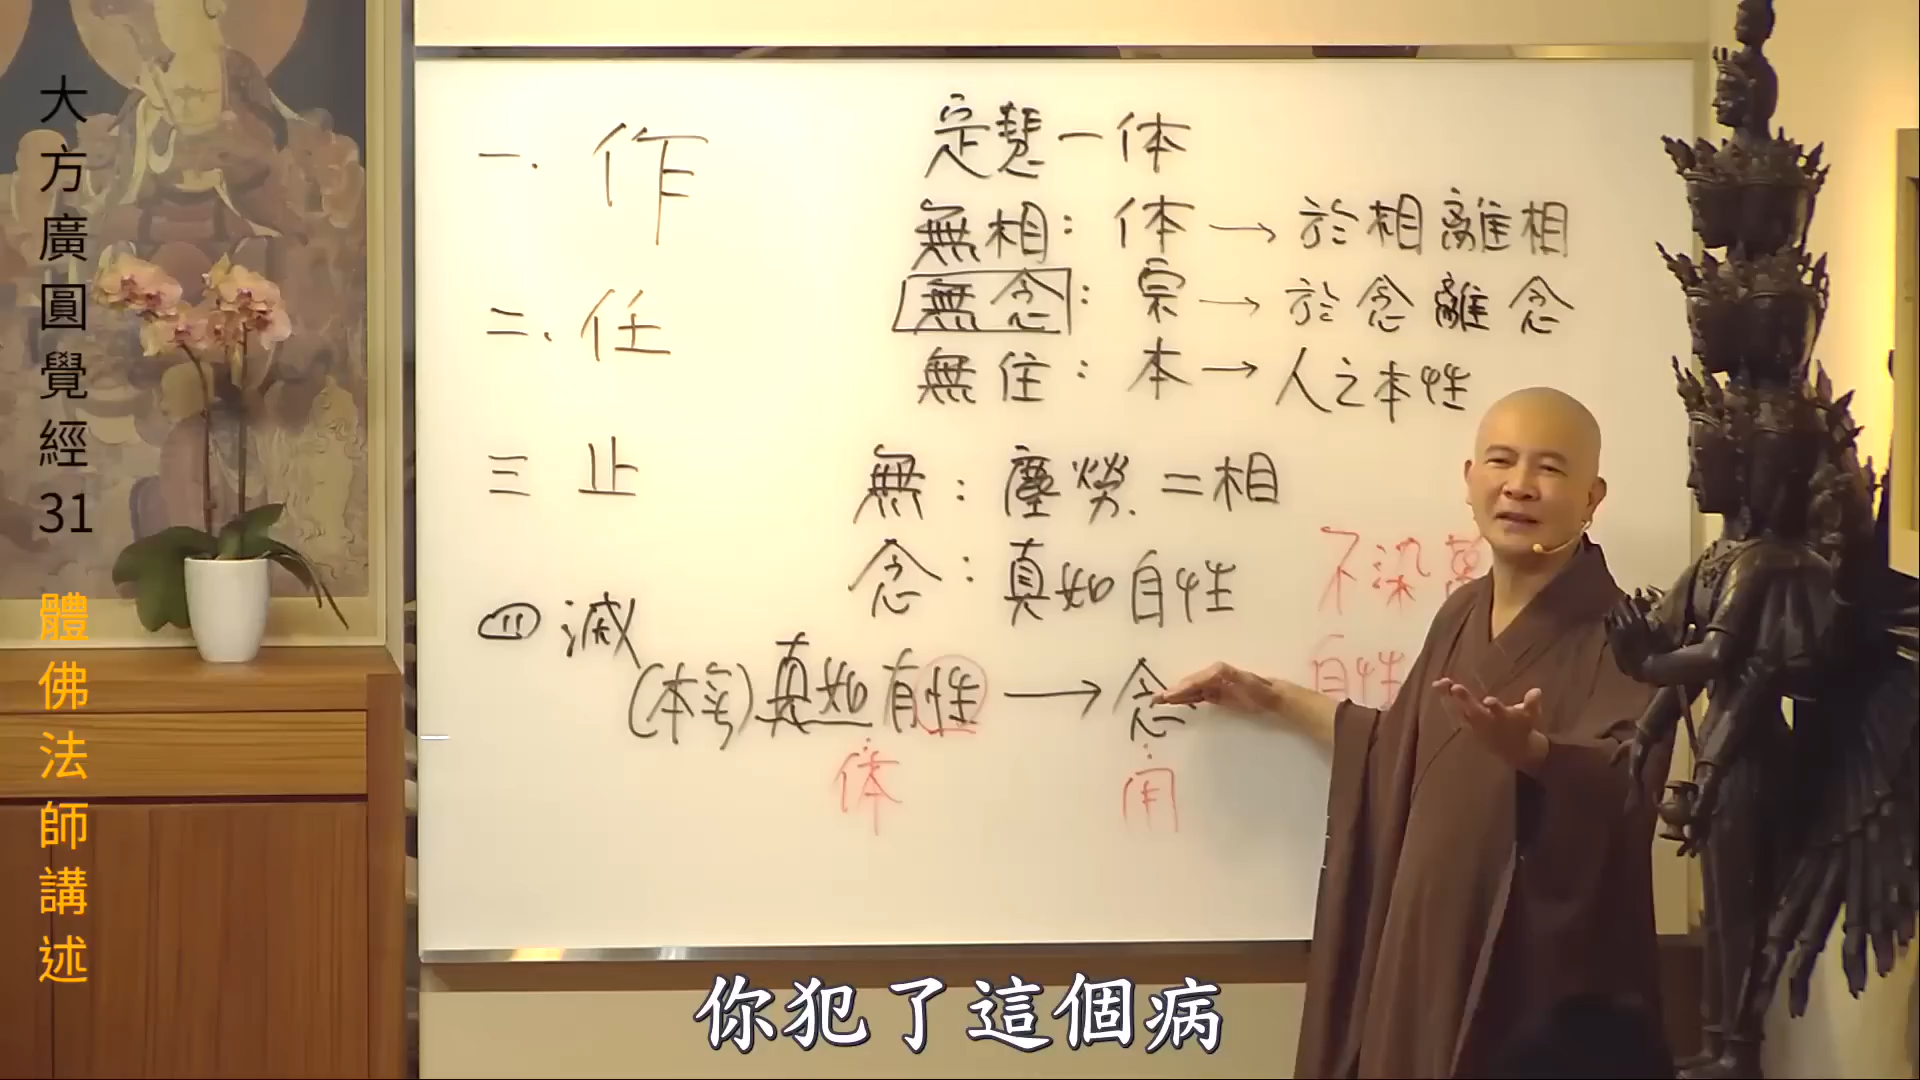 大方廣圓覺經31 體佛法師講述
一. 作
二. 任
三 止
四 滅
定慧一体
無相：体→於相離相
無念：宗→於念離念
無住：本→人之本性
無：塵勞.二相
念：真如自性
真如有性→念
体
用
不染萬
自性
你犯了這個病